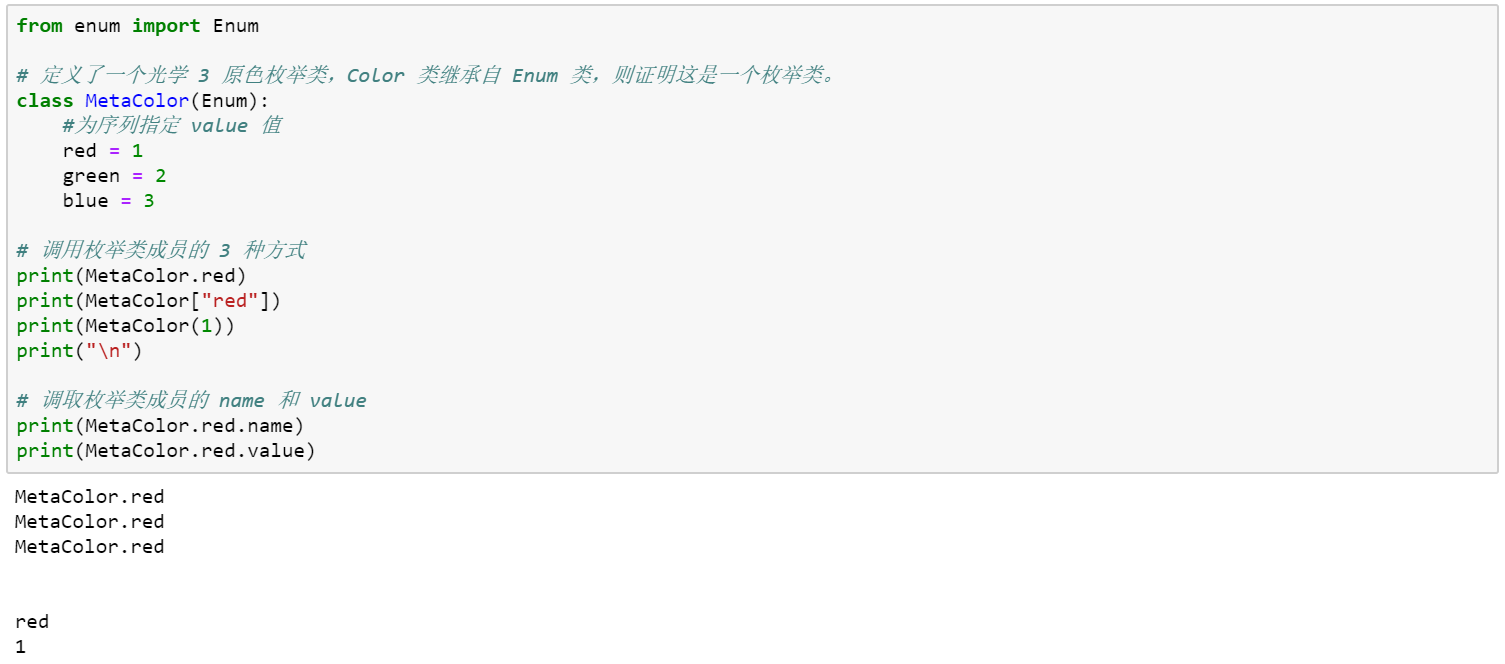 from enum import Enum
# 定义了一个光学 3 原色枚举类，Color 类继承自 Enum 类，则证明这是一个枚举类。
class MetaColor(Enum):
    #为序列指定 value 值
    red = 1
    green = 2
    blue = 3
# 调用枚举类成员的 3 种方式
print(MetaColor.red)
print(MetaColor["red"])
print(MetaColor(1))
print("\n")
# 调取枚举类成员的 name 和 value
print(MetaColor.red.name)
print(MetaColor.red.value)
MetaColor.red
MetaColor.red
MetaColor.red
red
1